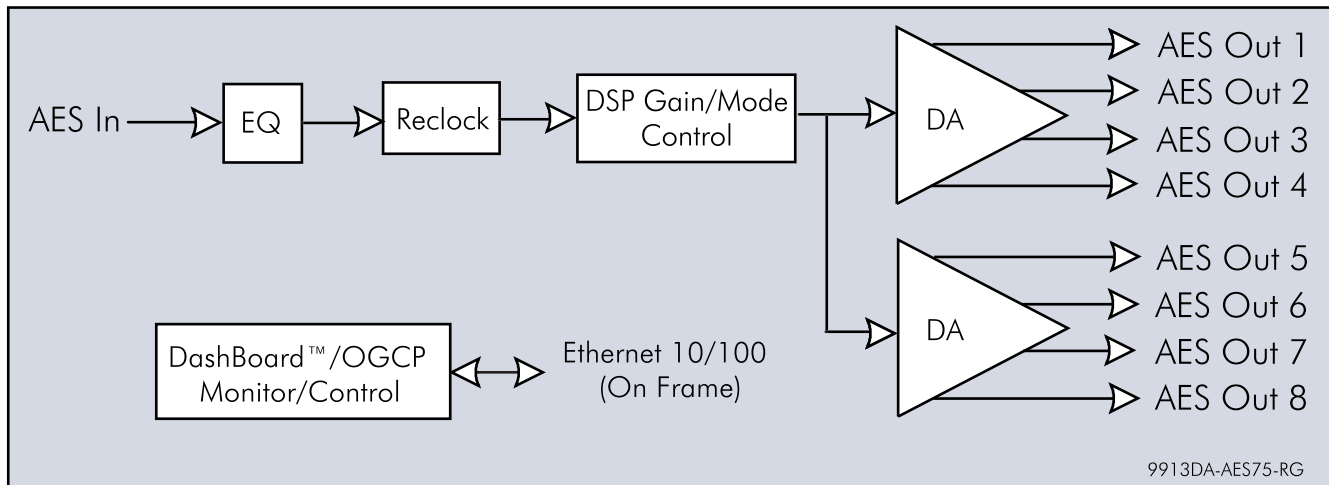 AES In
EQ
Reclock
DSP Gain/Mode
Control
DA
AES Out 1
AES Out 2
AES Out 3
AES Out 4
DA
AES Out 5
AES Out 6
AES Out 7
AES Out 8
DashBoard™/OGCP
Monitor/Control
Ethernet 10/100
(On Frame)
9913DA-AES75-RG